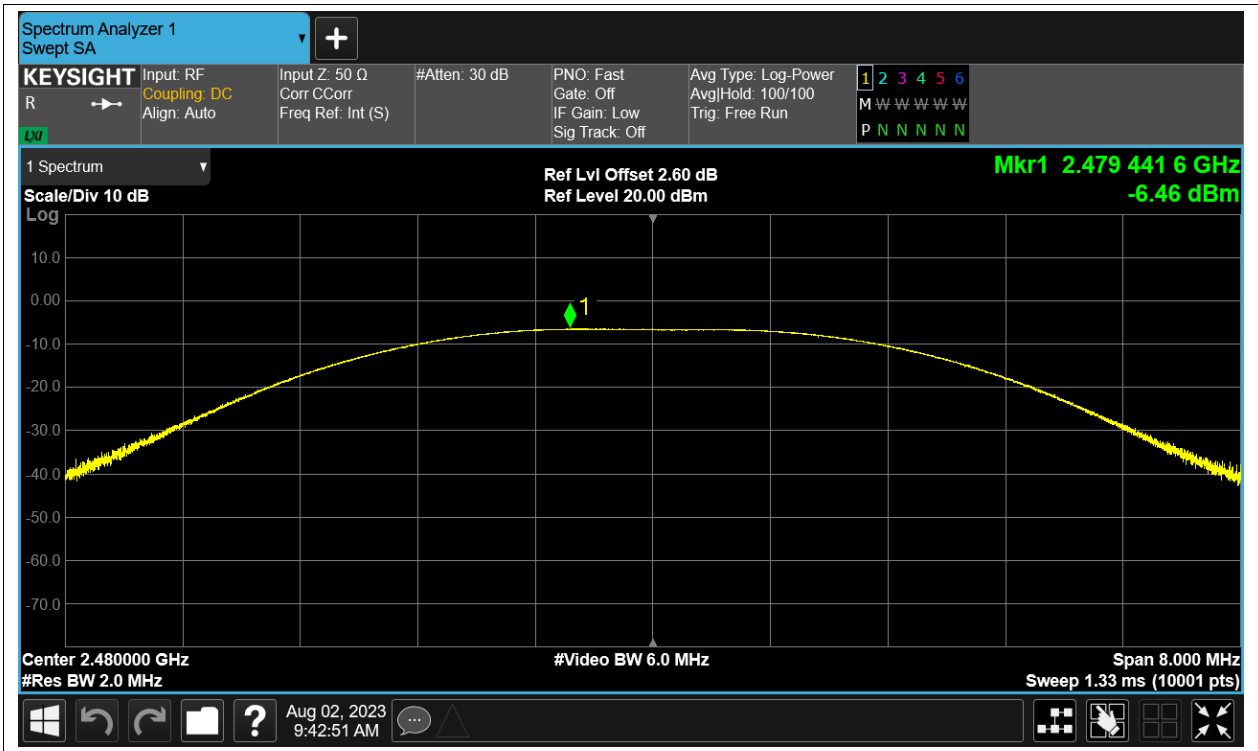 Spectrum Analyzer 1
Swept SA
KEYSIGHT
R
LXI
Input: RF
Coupling: DC
Align: Auto
Input Z: 50 Ω
Corr CCorr
Freq Ref: Int (S)
#Atten: 30 dB
PNO: Fast
Gate: Off
IF Gain: Low
Sig Track: Off
Avg Type: Log-Power
Avg|Hold: 100/100
Trig: Free Run
1 2 3 4 5 6
M W W W W W W
P N N N N N N
1 Spectrum
Scale/Div 10 dB
Ref Lvl Offset 2.60 dB
Ref Level 20.00 dBm
Mkr1 2.479 441 6 GHz
-6.46 dBm
Log
10.0
0.00
-10.0
-20.0
-30.0
-40.0
-50.0
-60.0
-70.0
1
Center 2.480000 GHz
#Res BW 2.0 MHz
#Video BW 6.0 MHz
Span 8.000 MHz
Sweep 1.33 ms (10001 pts)
?
Aug 02, 2023
9:42:51 AM